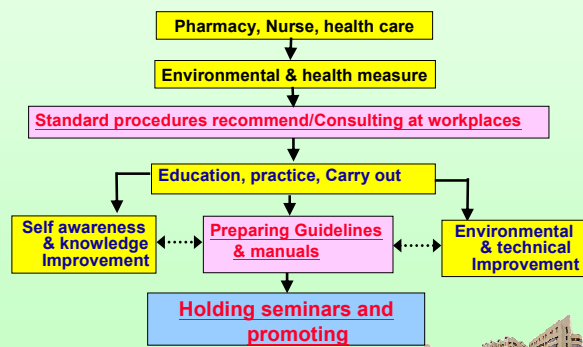 Pharmacy, Nurse, health care
Environmental & health measure
Standard procedures recommend/Consulting at workplaces
Education, practice, Carry out
Self awareness
& knowledge
Improvement
Preparing Guidelines
& manuals
Environmental
& technical
Improvement
Holding seminars and
promoting